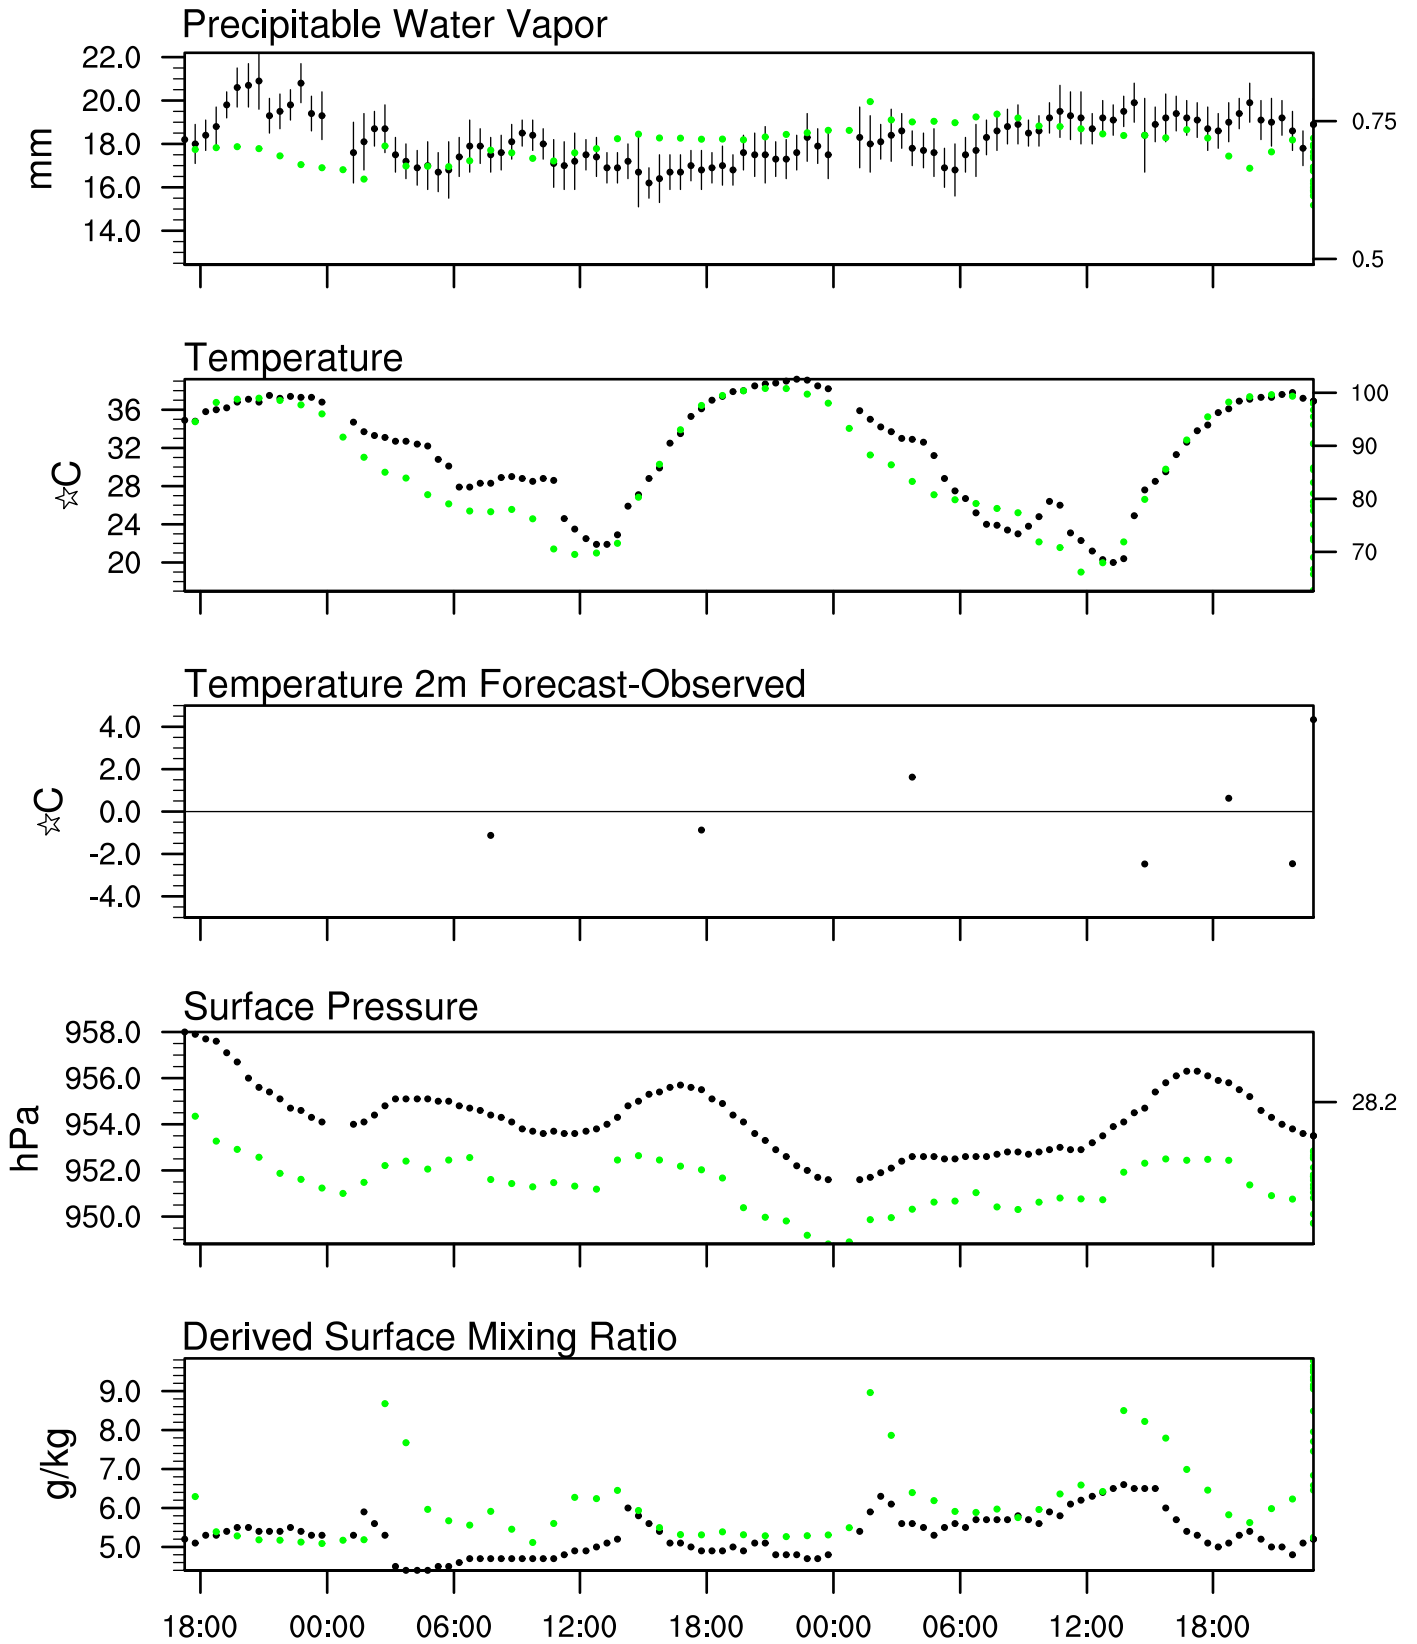 Precipitable Water Vapor
22.0
20.0
18.0
16.0
14.0
mm
0.75
0.5
Temperature
36
32
28
24
20
☆C
100
90
80
70
Temperature 2m Forecast-Observed
4.0
2.0
0.0
-2.0
-4.0
☆C
Surface Pressure
958.0
956.0
954.0
952.0
950.0
hPa
28.2
Derived Surface Mixing Ratio
9.0
8.0
7.0
6.0
5.0
g/kg
18:00 00:00 06:00 12:00 18:00 00:00 06:00 12:00 18:00